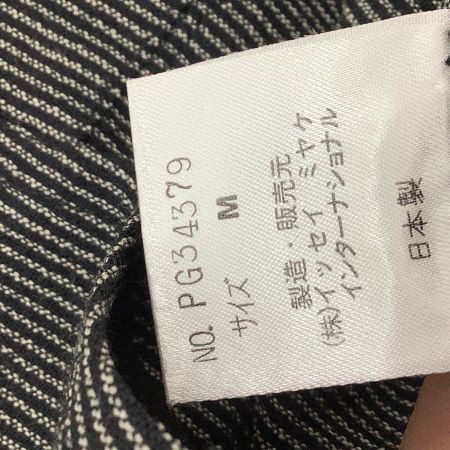 NO. PG34379
サイズ M
製造・販売元
(株)イッセイ ミヤケ
インターナショナル
日本製